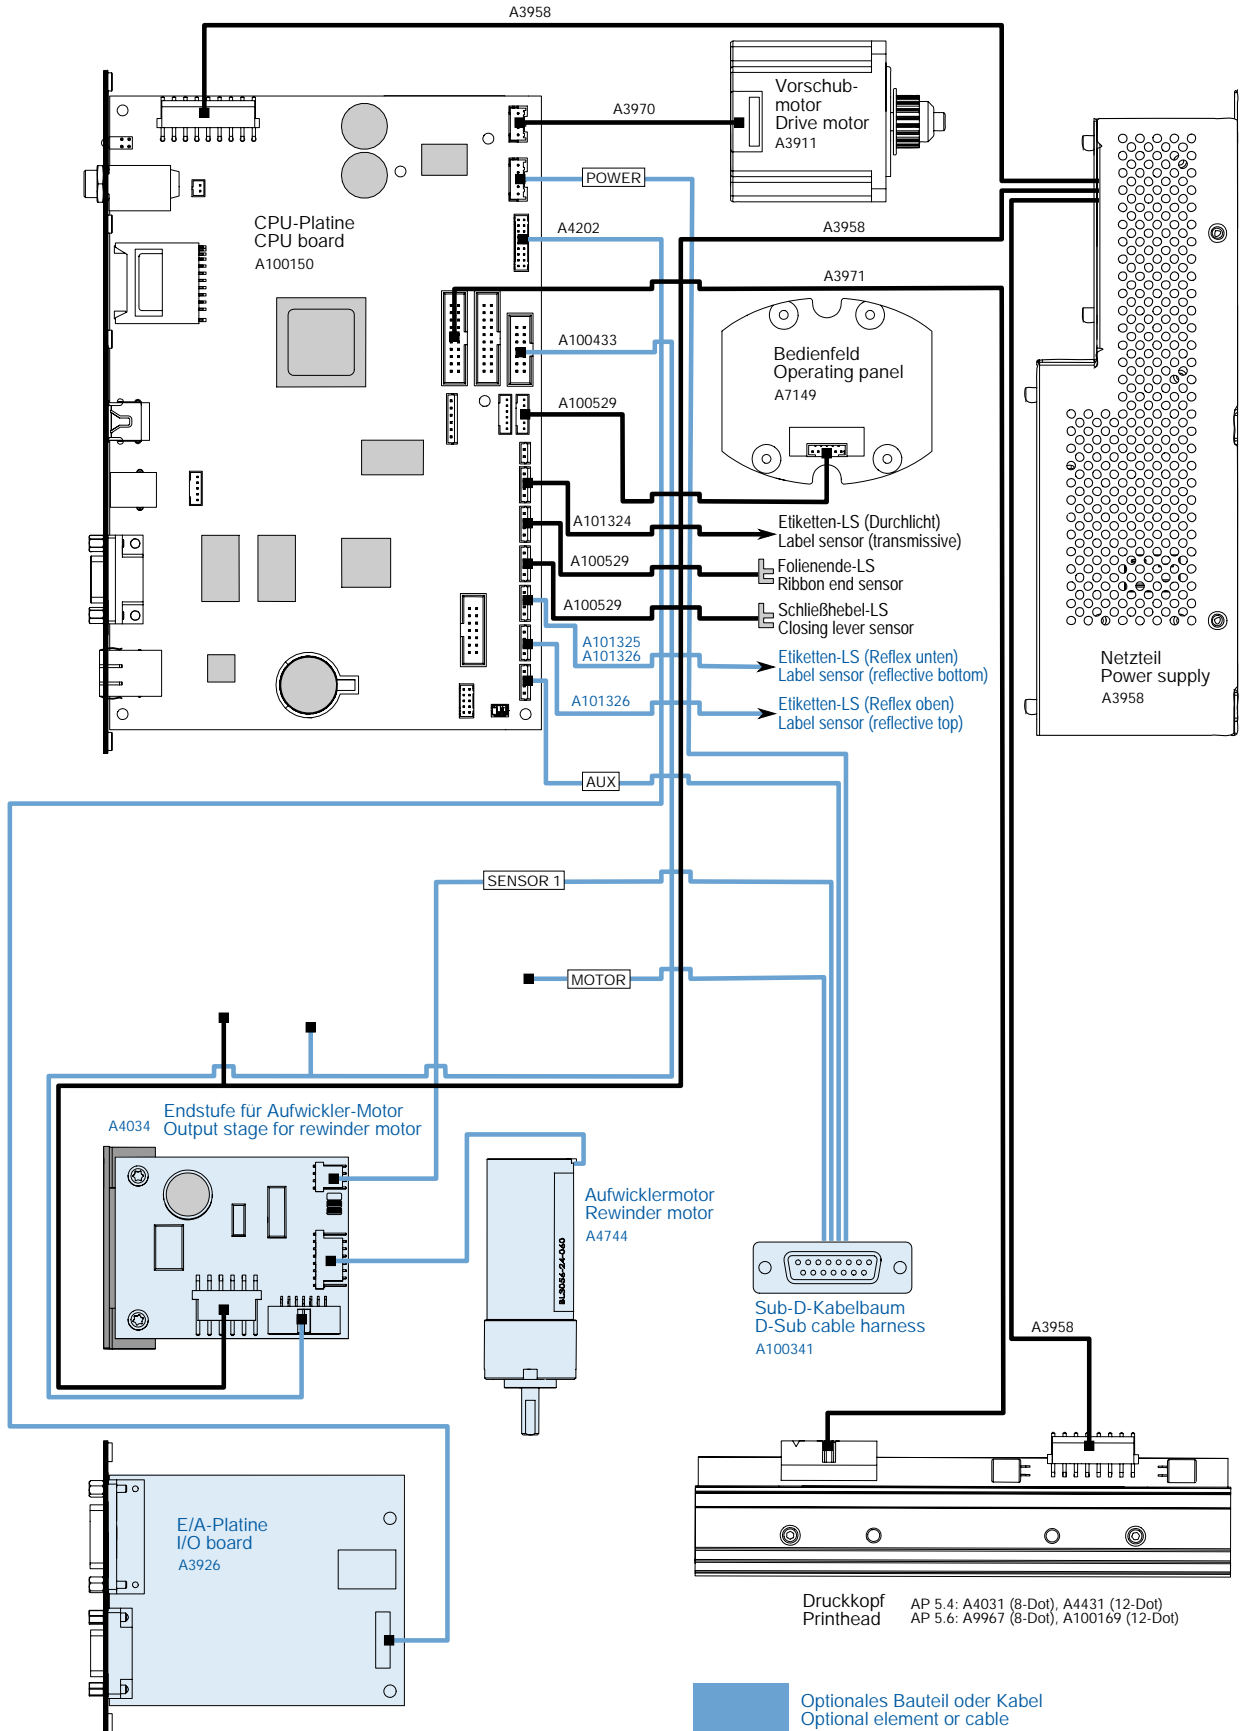 A3958
A3970
Vorschub-
motor
Drive motor
A3911
POWER
CPU-Platine
CPU board
A100150
A4202
A3958
A3971
A100433
Bedienfeld
Operating panel
A7149
A100529
A101324
Etiketten-LS (Durchlicht)
Label sensor (transmissive)
A100529
Folienende-LS
Ribbon end sensor
A100529
Schließhebel-LS
Closing lever sensor
A101325
A101326
Etiketten-LS (Reflex unten)
Label sensor (reflective bottom)
A101326
Etiketten-LS (Reflex oben)
Label sensor (reflective top)
Netzteil
Power supply
A3958
AUX
SENSOR 1
MOTOR
A4034
Endstufe für Aufwickler-Motor
Output stage for rewinder motor
Aufwicklermotor
Rewinder motor
A4744
BL3056-24-060
Sub-D-Kabelbaum
D-Sub cable harness
A100341
A3958
E/A-Platine
I/O board
A3926
Druckkopf
Printhead
AP 5.4: A4031 (8-Dot), A4431 (12-Dot)
AP 5.6: A9967 (8-Dot), A100169 (12-Dot)
Optionales Bauteil oder Kabel
Optional element or cable